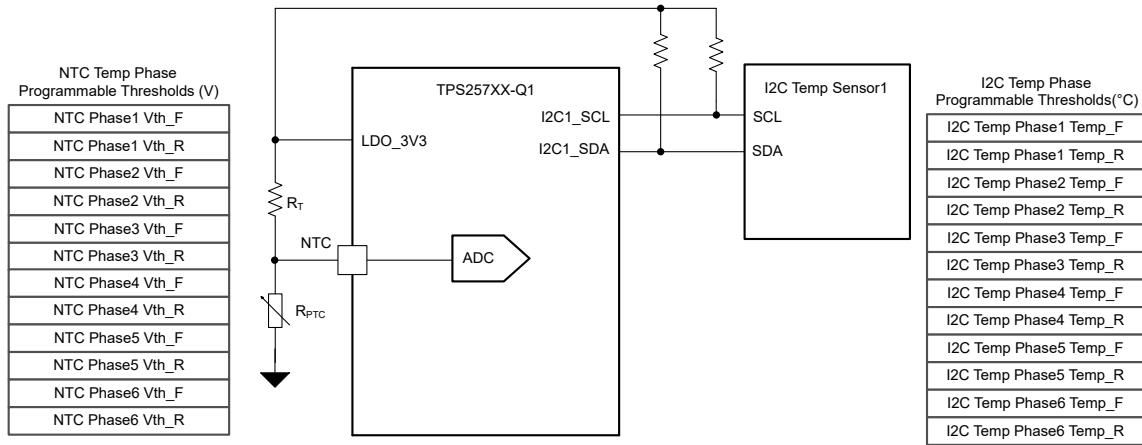 NTC Temp Phase
Programmable Thresholds (V)
NTC Phase1 Vth_F
NTC Phase1 Vth_R
NTC Phase2 Vth_F
NTC Phase2 Vth_R
NTC Phase3 Vth_F
NTC Phase3 Vth_R
NTC Phase4 Vth_F
NTC Phase4 Vth_R
NTC Phase5 Vth_F
NTC Phase5 Vth_R
NTC Phase6 Vth_F
NTC Phase6 Vth_R
TPS257XX-Q1
I2C1_SCL
I2C1_SDA
LDO_3V3
RT
NTC
ADC
RPTC
I2C Temp Sensor1
SCL
SDA
I2C Temp Phase
Programmable Thresholds(°C)
I2C Temp Phase1 Temp_F
I2C Temp Phase1 Temp_R
I2C Temp Phase2 Temp_F
I2C Temp Phase2 Temp_R
I2C Temp Phase3 Temp_F
I2C Temp Phase3 Temp_R
I2C Temp Phase4 Temp_F
I2C Temp Phase4 Temp_R
I2C Temp Phase5 Temp_F
I2C Temp Phase5 Temp_R
I2C Temp Phase6 Temp_F
I2C Temp Phase6 Temp_R